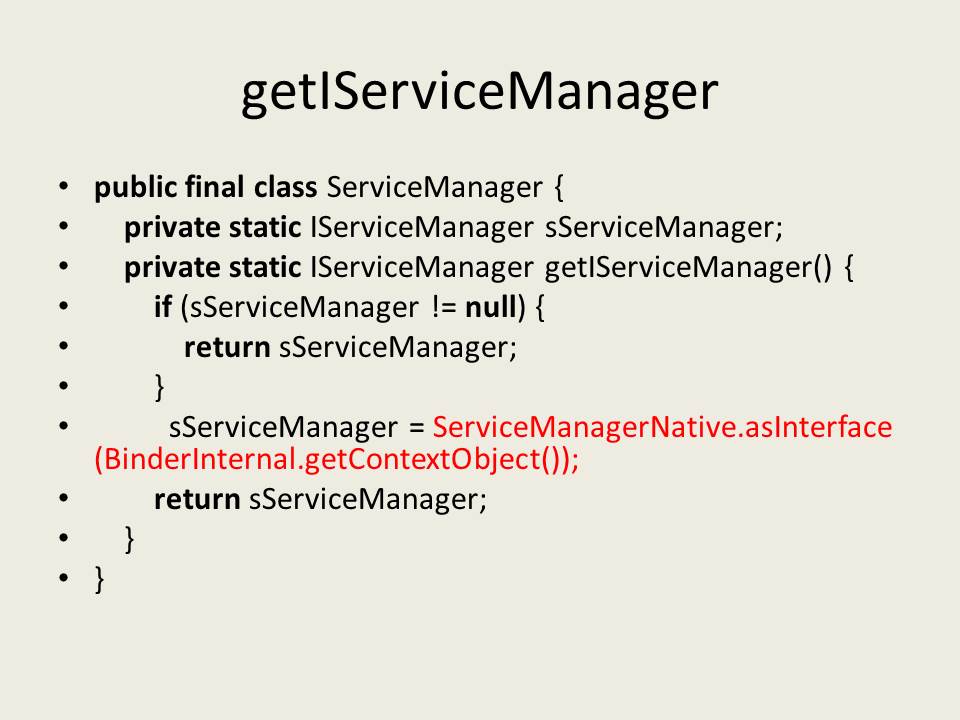 getIServiceManager
• public final class ServiceManager {
•     private static IServiceManager sServiceManager;
•     private static IServiceManager getIServiceManager() {
•         if (sServiceManager != null) {
•             return sServiceManager;
•         }
•           sServiceManager = ServiceManagerNative.asInterface
(BinderInternal.getContextObject());
•         return sServiceManager;
•     }
• }